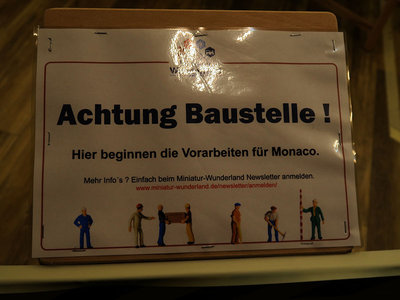 Achtung Baustelle !
Hier beginnen die Vorarbeiten für Monaco.
Mehr Info´s ? Einfach beim Miniatur-Wunderland Newsletter anmelden.
www.miniatur-wunderland.de/newsletter/anmelden/